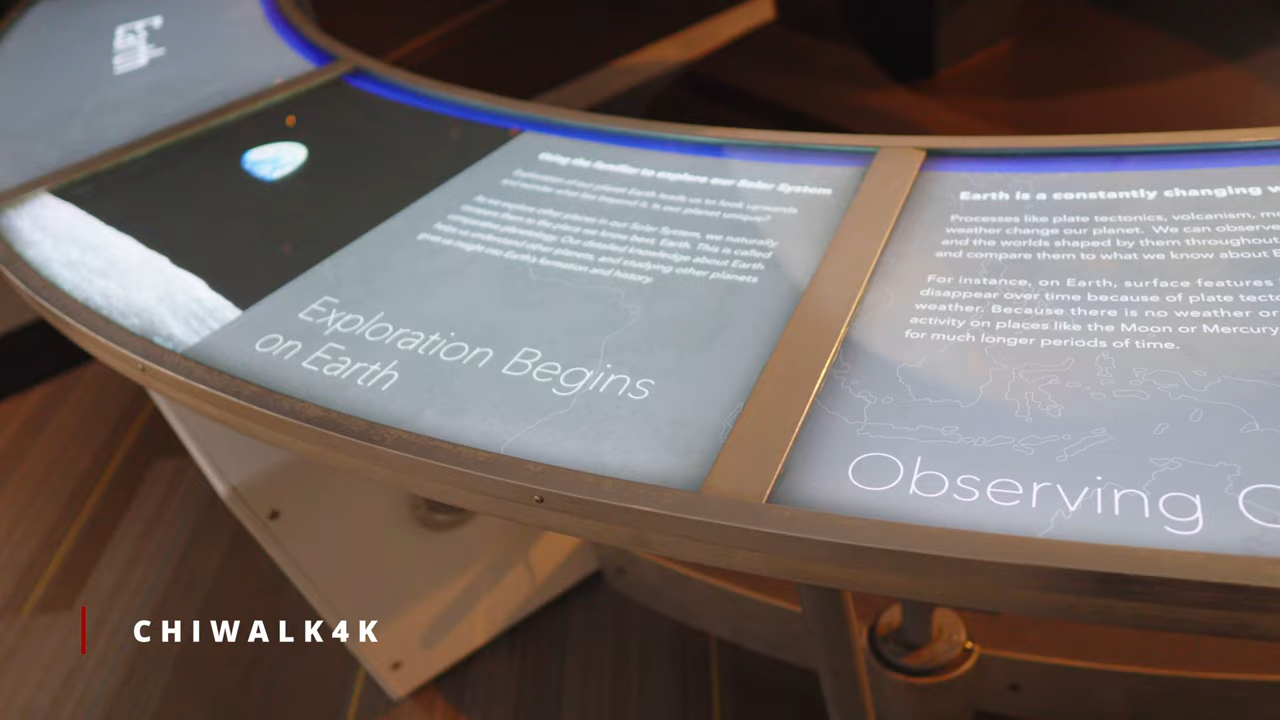 Using the familiar to explore our Solar System
Exploration of our planet Earth leads us to look upwards
and wonder what lies beyond it. Is our planet unique?
As we explore other places in our Solar System, we naturally
compare them to the place we know best, Earth. This is called
comparative planetology. Our detailed knowledge about Earth
helps us understand other planets, and studying other planets
give us insight into Earth's formation and history.
Exploration Begins
on Earth
Earth is a constantly changing w
Processes like plate tectonics, volcanism, m
weather change our planet. We can observe
and the worlds shaped by them throughout
and compare them to what we know about E
For instance, on Earth, surface features
disappear over time because of plate tecto
weather. Because there is no weather or
activity on places like the Moon or Mercury
for much longer periods of time.
Observing C
CHIWALK4K